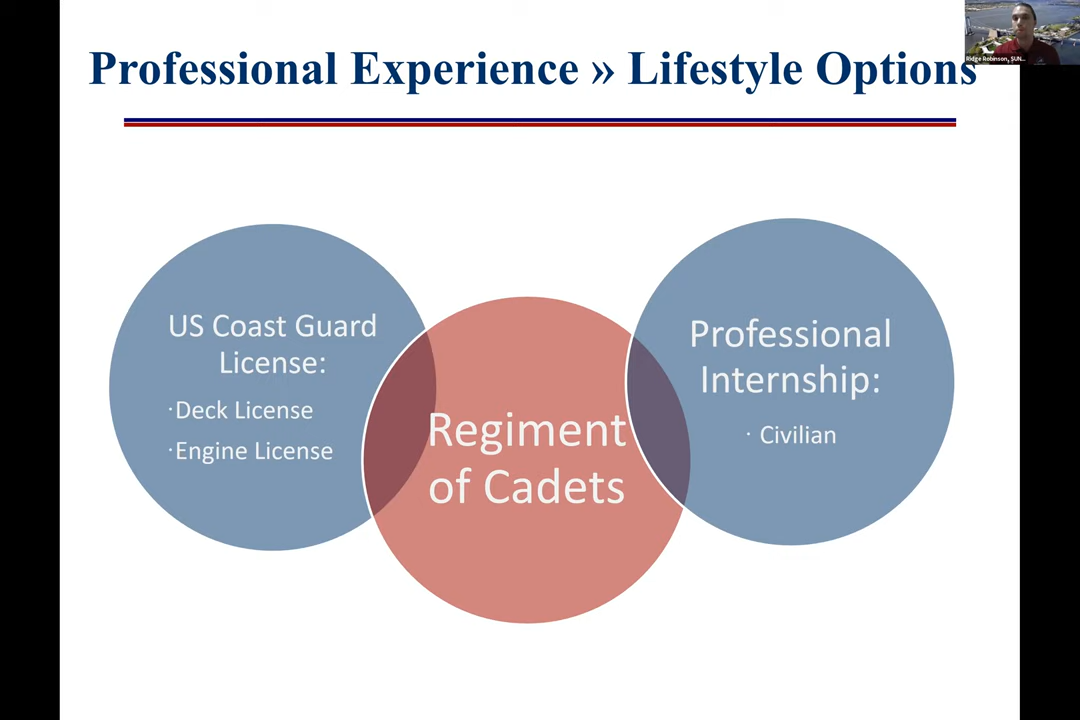 Professional Experience » Lifestyle Options
Ridge Robinson, SUN...
US Coast Guard
License:
·Deck License
·Engine License
Regiment
of Cadets
Professional
Internship:
· Civilian